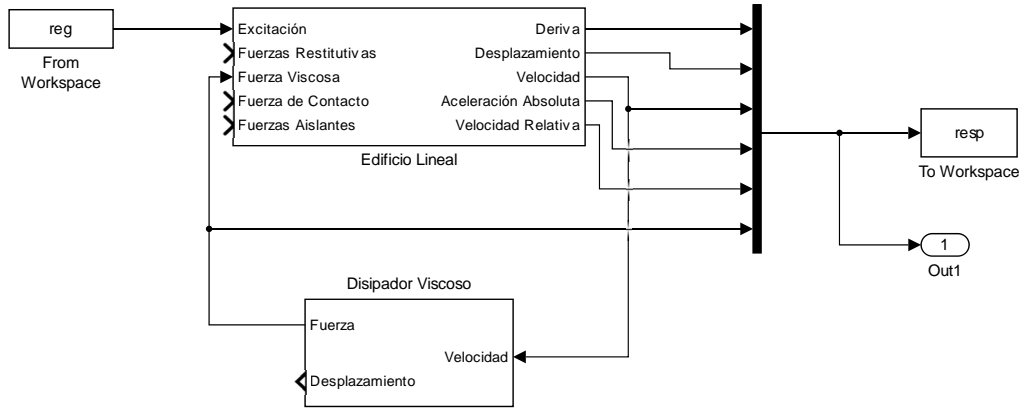 reg
From
Workspace
Excitación
Fuerzas Restitutivas
Fuerza Viscosa
Fuerza de Contacto
Fuerzas Aislantes
Deriva
Desplazamiento
Velocidad
Aceleración Absoluta
Velocidad Relativa
Edificio Lineal
resp
To Workspace
1
Out1
Disipador Viscoso
Fuerza
Velocidad
Desplazamiento